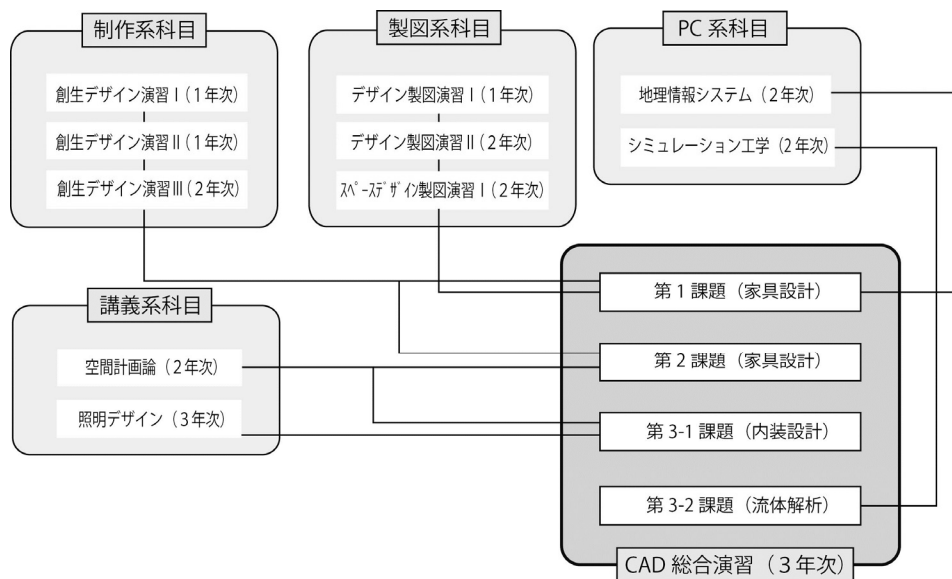 制作系科目
創生デザイン演習Ⅰ(1年次)
創生デザイン演習Ⅱ(1年次)
創生デザイン演習Ⅲ(2年次)
製図系科目
デザイン製図演習Ⅰ(1年次)
デザイン製図演習Ⅱ(2年次)
スペースデザイン製図演習Ⅰ(2年次)
PC系科目
地理情報システム(2年次)
シミュレーション工学(2年次)
講義系科目
空間計画論(2年次)
照明デザイン(3年次)
第1課題(家具設計)
第2課題(家具設計)
第3-1課題(内装設計)
第3-2課題(流体解析)
CAD総合演習(3年次)